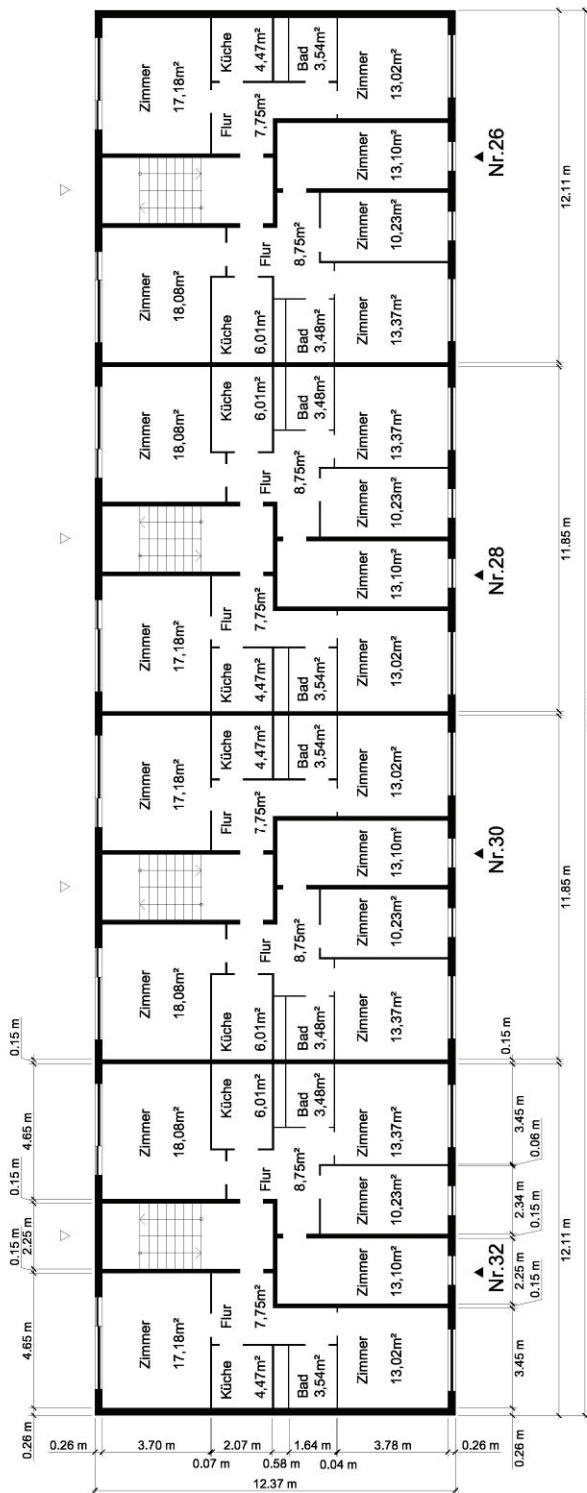 Zimmer
17,18m²
Küche
4,47m²
Bad
3,54m²
Zimmer
13,02m²
Flur
7,75m²
Zimmer
13,10m²
Nr.26
12.11 m
Zimmer
18,08m²
Flur
8,75m²
Zimmer
10,23m²
Küche
6,01m²
Bad
3,48m²
Zimmer
13,37m²
Zimmer
18,08m²
Küche
6,01m²
Bad
3,48m²
Zimmer
13,37m²
Flur
8,75m²
Zimmer
10,23m²
Zimmer
13,10m²
Nr.28
11.85 m
Zimmer
17,18m²
Flur
7,75m²
Küche
4,47m²
Bad
3,54m²
Zimmer
13,02m²
Zimmer
17,18m²
Küche
4,47m²
Bad
3,54m²
Zimmer
13,02m²
Flur
7,75m²
Zimmer
13,10m²
Nr.30
11.85 m
Zimmer
18,08m²
Flur
8,75m²
Zimmer
10,23m²
Küche
6,01m²
Bad
3,48m²
Zimmer
13,37m²
0.15 m
0.15 m
4.65 m
Zimmer
18,08m²
Küche
6,01m²
Bad
3,48m²
Zimmer
13,37m²
3.45 m
0.06 m
0.15 m
Flur
8,75m²
Zimmer
10,23m²
2.34 m
0.15 m
2.25 m
0.15 m
Zimmer
13,10m²
Nr.32
2.25 m
0.15 m
12.11 m
4.65 m
Zimmer
17,18m²
Flur
7,75m²
Küche
4,47m²
Bad
3,54m²
Zimmer
13,02m²
3.45 m
0.26 m
0.26 m
0.26 m
3.70 m
2.07 m
1.64 m
3.78 m
0.26 m
0.07 m
0.58 m
0.04 m
12.37 m